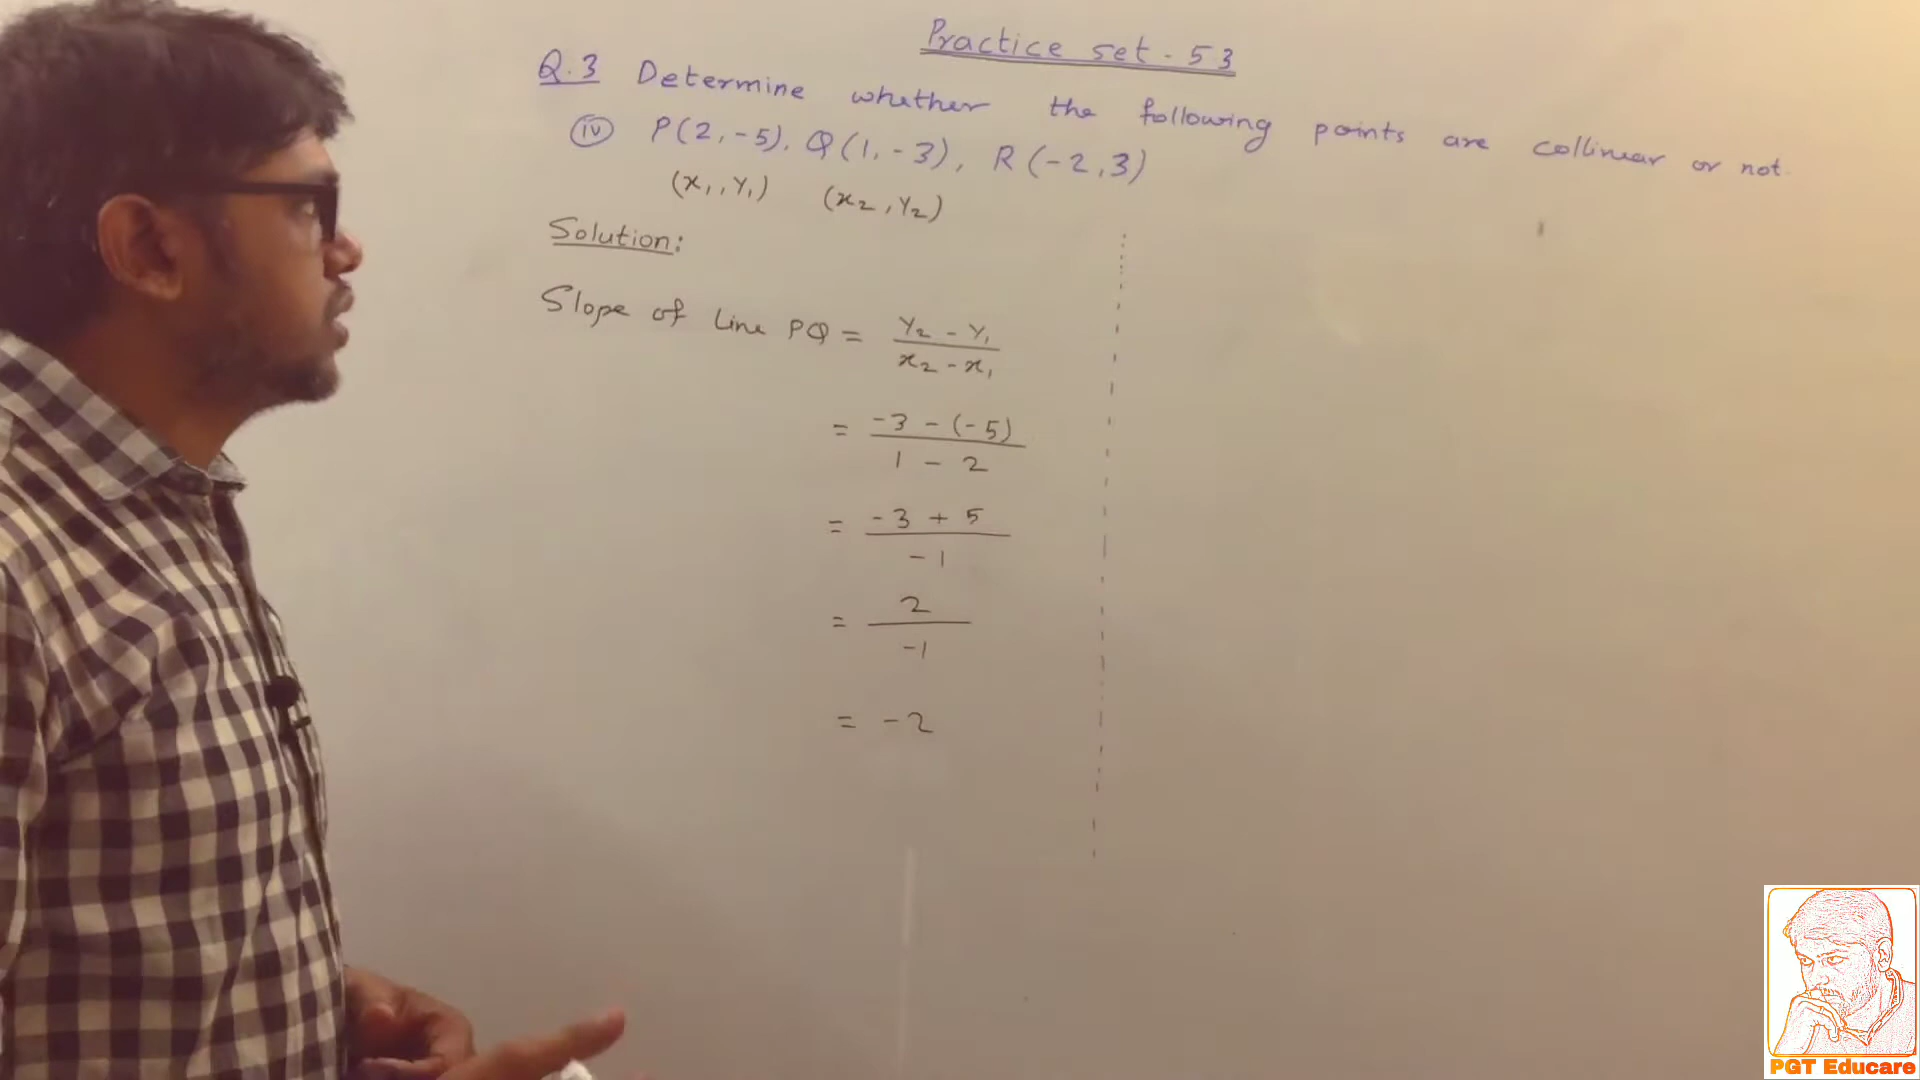 Practice set - 5.3
Q.3 Determine whether the following points are collinear or not.
(iv) P(2,-5), Q(1,-3), R(-2,3)
(x₁, y₁) (x₂, y₂)
Solution:
Slope of Line PQ = y₂ - y₁ / x₂ - x₁
= -3 - (-5) / 1 - 2
= -3 + 5 / -1
= 2 / -1
= -2
PGT Educare